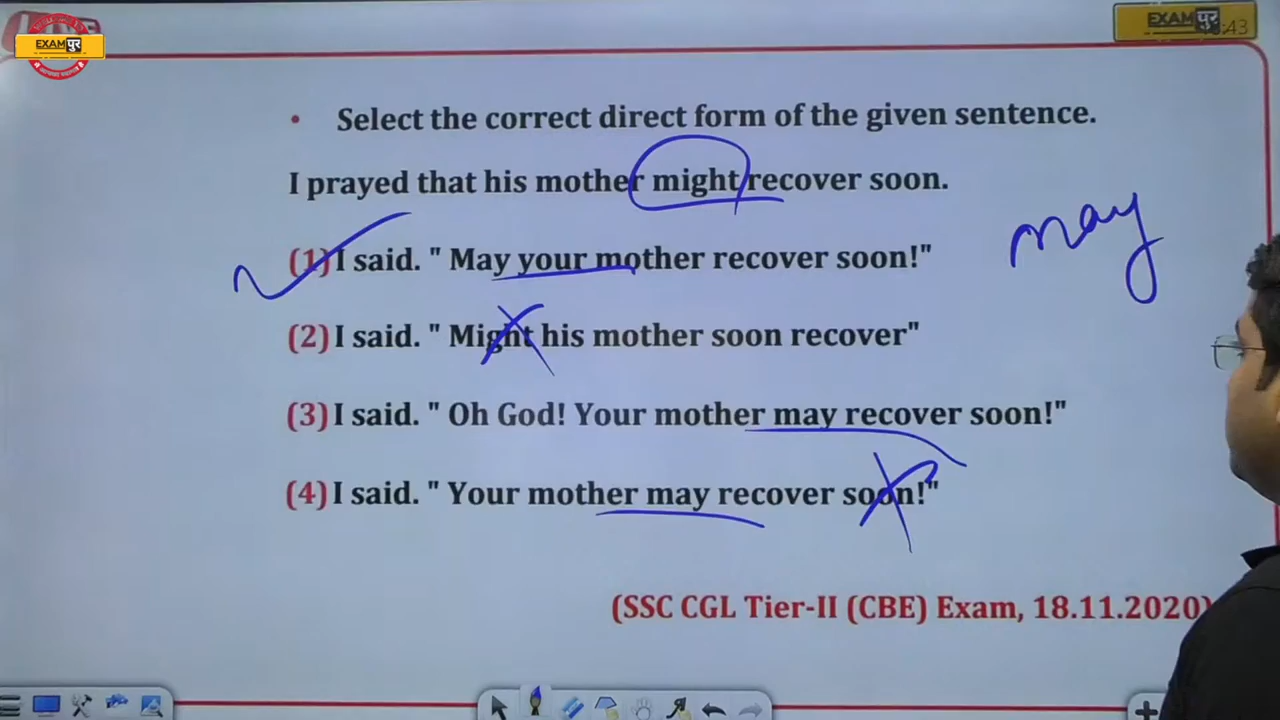 EXAMपुर
EXAMपुर
:43
• Select the correct direct form of the given sentence.
I prayed that his mother might recover soon.
may
(1) I said. " May your mother recover soon!"
(2) I said. " Might his mother soon recover"
(3) I said. " Oh God! Your mother may recover soon!"
(4) I said. " Your mother may recover soon!"
(SSC CGL Tier-II (CBE) Exam, 18.11.2020)